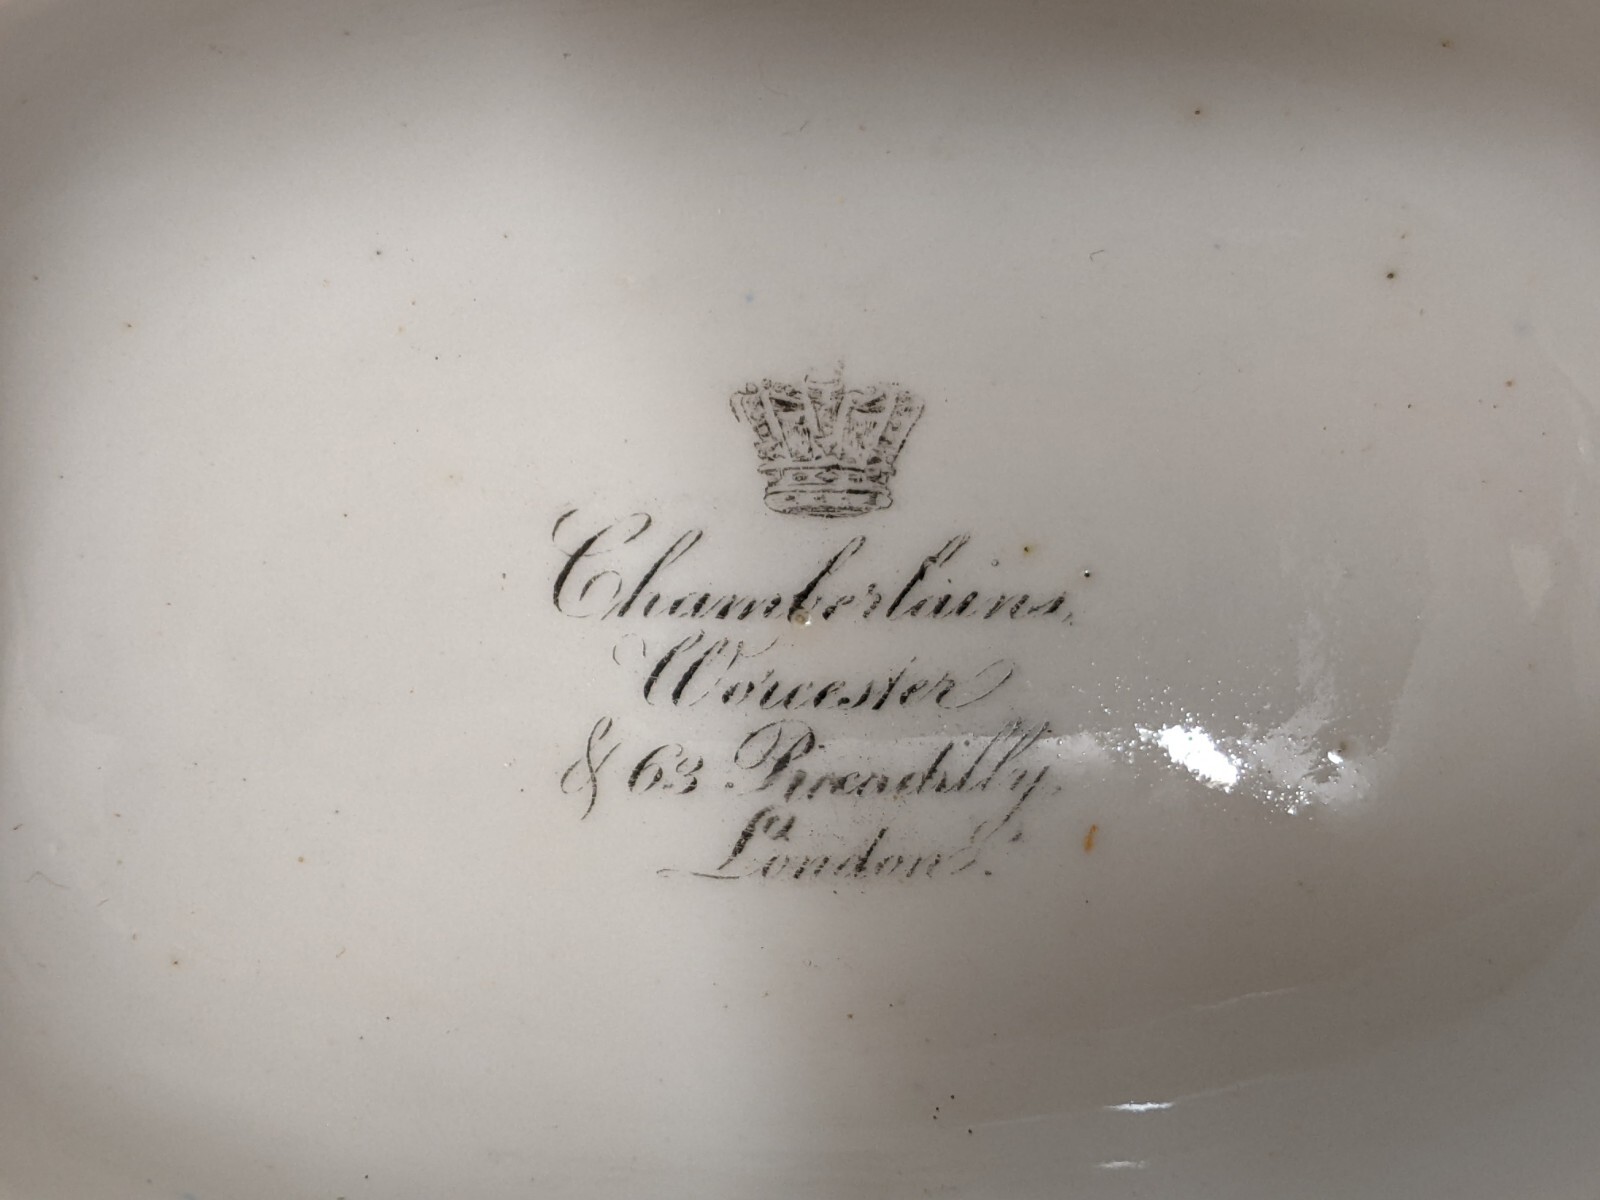 Chamberlains,
Worcester
& 63 Piccadilly,
London.